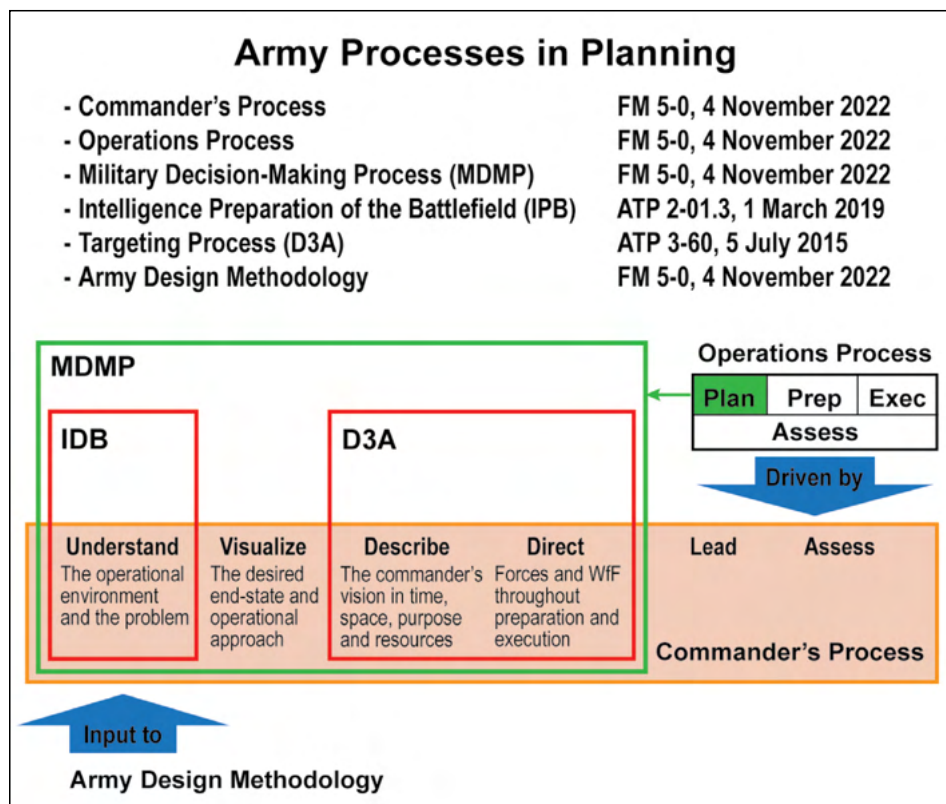 Army Processes in Planning
- Commander's Process FM 5-0, 4 November 2022
- Operations Process FM 5-0, 4 November 2022
- Military Decision-Making Process (MDMP) FM 5-0, 4 November 2022
- Intelligence Preparation of the Battlefield (IPB) ATP 2-01.3, 1 March 2019
- Targeting Process (D3A) ATP 3-60, 5 July 2015
- Army Design Methodology FM 5-0, 4 November 2022
MDMP
IDB
D3A
Operations Process
Plan Prep Exec
Assess
Driven by
Understand
The operational
environment
and the problem
Visualize
The desired
end-state and
operational
approach
Describe
The commander's
vision in time,
space, purpose
and resources
Direct
Forces and WfF
throughout
preparation and
execution
Lead
Assess
Commander's Process
Input to
Army Design Methodology